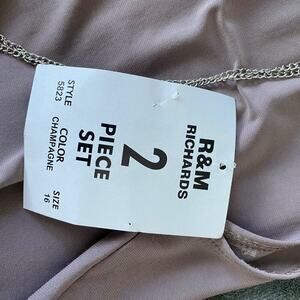 R&M
RICHARDS
2
PIECE
SET
STYLE
5823
COLOR
CHAMPAGNE
SIZE
16